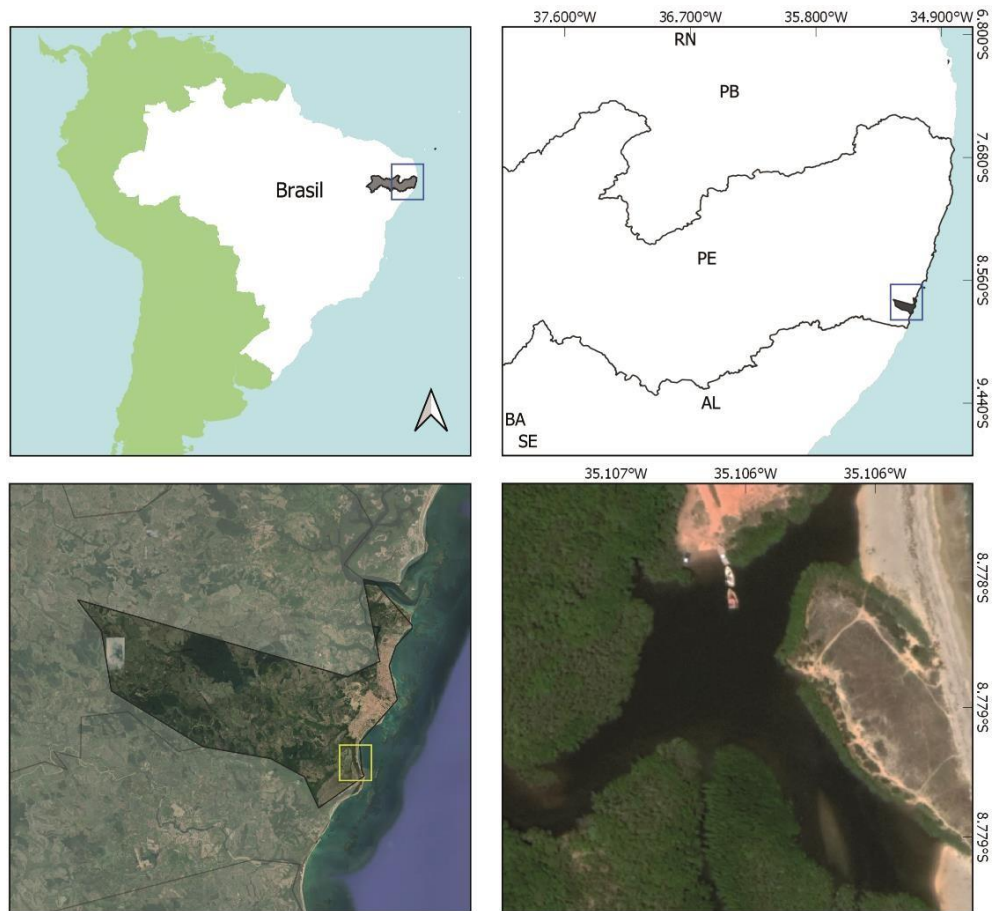 Brasil
37.600°W 36.700°W 35.800°W 34.900°W
RN
PB
PE
AL
BA
SE
6.800°S
7.680°S
8.560°S
9.440°S
35.107°W 35.106°W 35.106°W
8.778°S
8.779°S
8.779°S